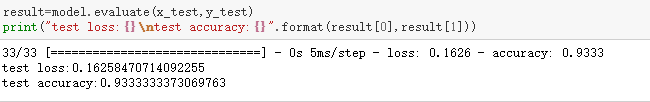 result=model.evaluate(x_test,y_test)
print("test loss:{}\ntest accuracy:{}".format(result[0],result[1]))
33/33 [==============================] - 0s 5ms/step - loss: 0.1626 - accuracy: 0.9333
test loss:0.16258470714092255
test accuracy:0.9333333373069763